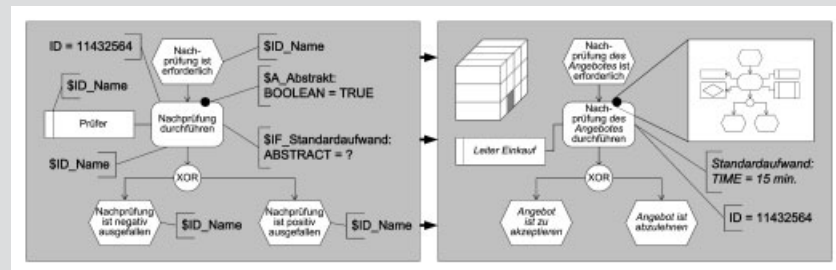 ID = 11432564
Nach-
prüfung ist
erforderlich
$ID_Name
$ID_Name
$A_Abstrakt:
BOOLEAN = TRUE
Prüfer
Nachprüfung
durchführen
$IF_Standardaufwand:
ABSTRACT = ?
$ID_Name
XOR
Nachprüfung
ist negativ
ausgefallen
$ID_Name
Nachprüfung
ist positiv
ausgefallen
$ID_Name
Nach-
prüfung des
Angebotes ist
erforderlich
Nach-
prüfung des
Angebotes
durchführen
Leiter Einkauf
Standardaufwand:
TIME = 15 min.
XOR
ID = 11432564
Angebot
ist zu
akzeptieren
Angebot ist
abzulehnen